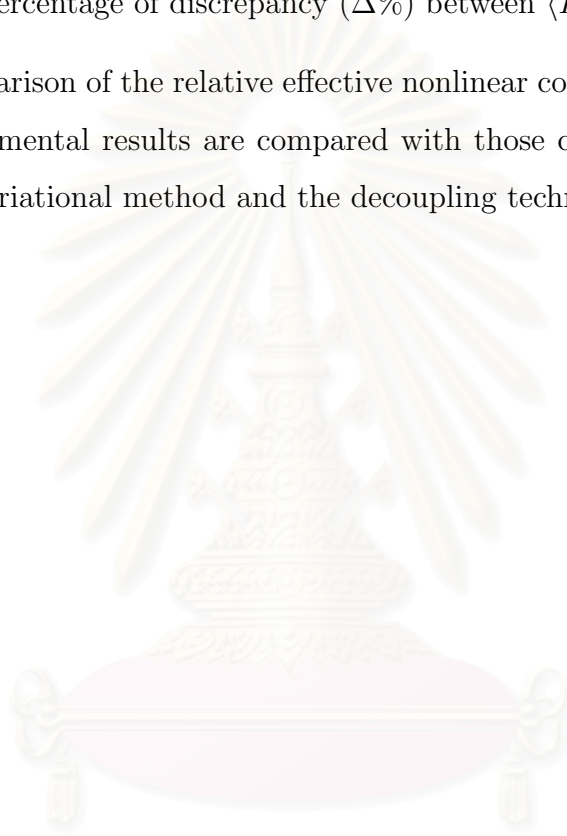 ercentage of discrepancy (Δ%) between ⟨
arison of the relative effective nonlinear co
mental results are compared with those
riational method and the decoupling tech